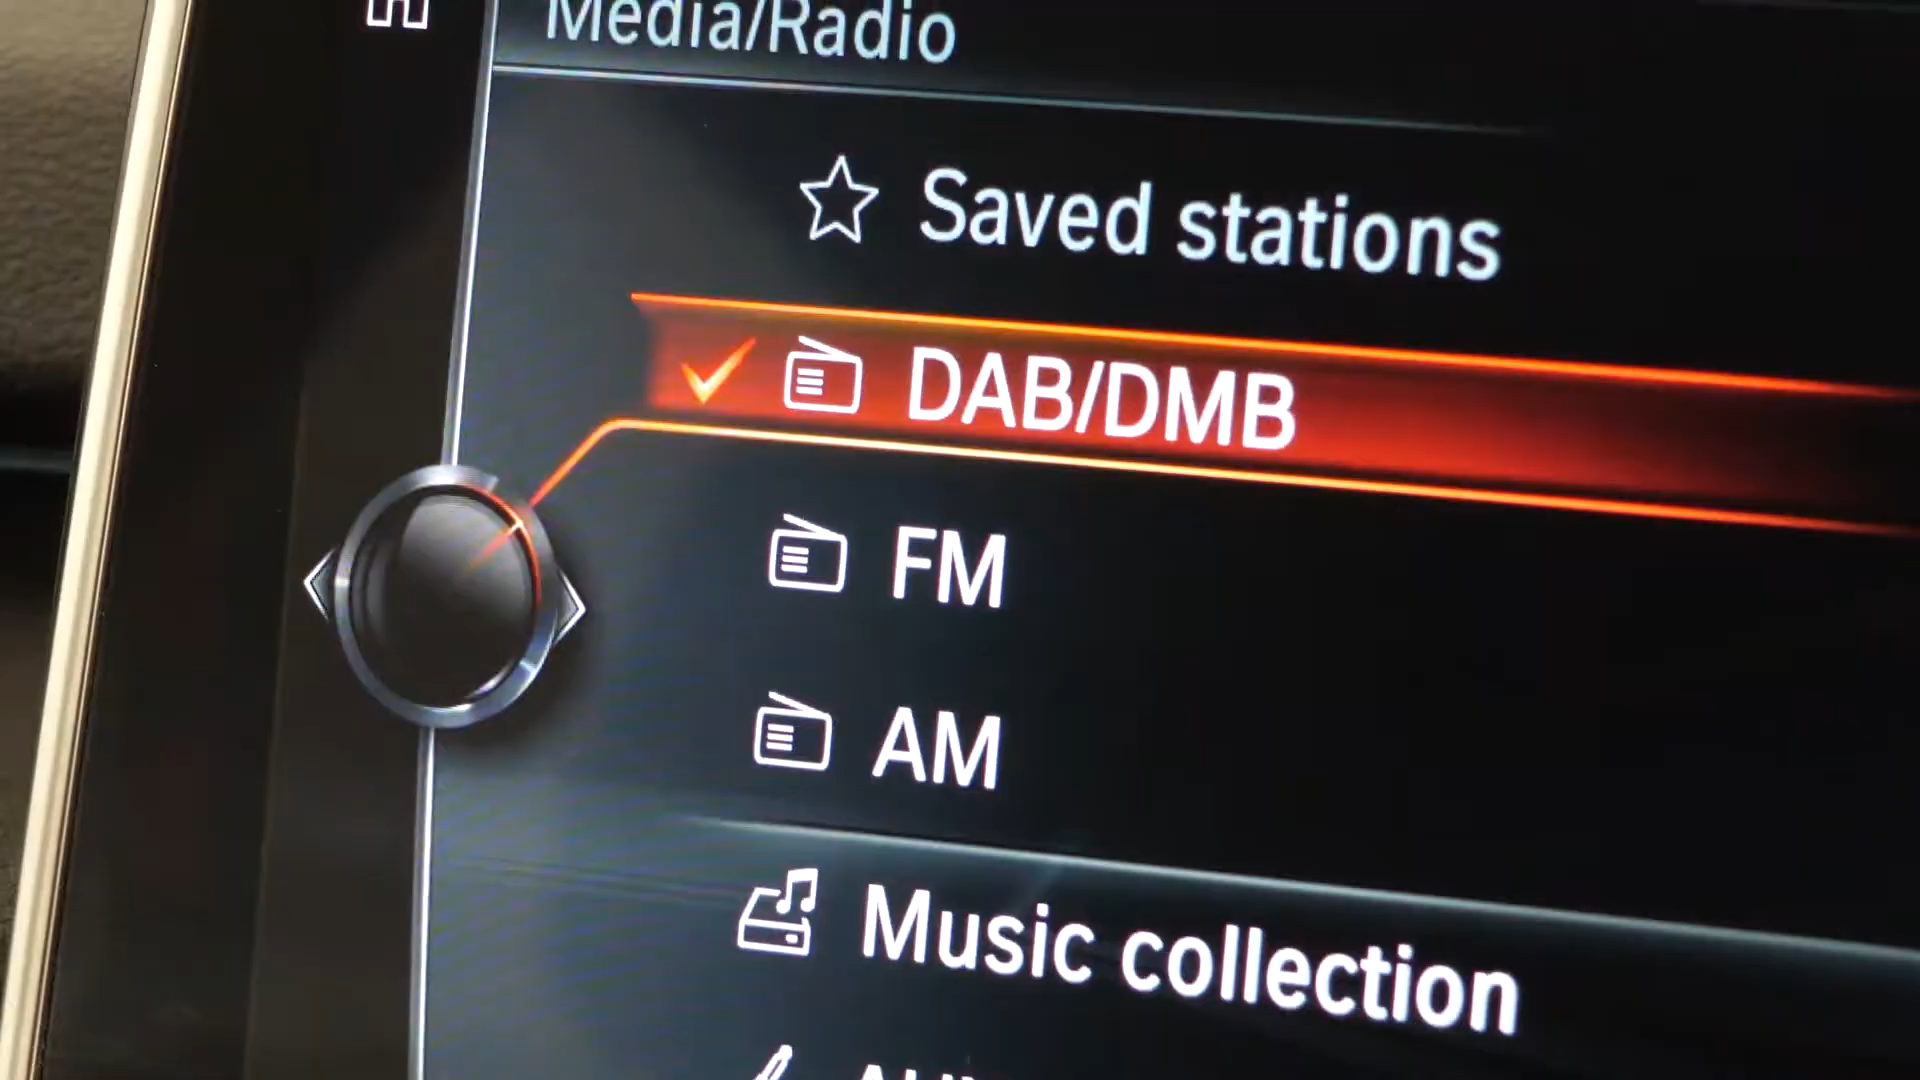 Media/Radio
Saved stations
DAB/DMB
FM
AM
Music collection